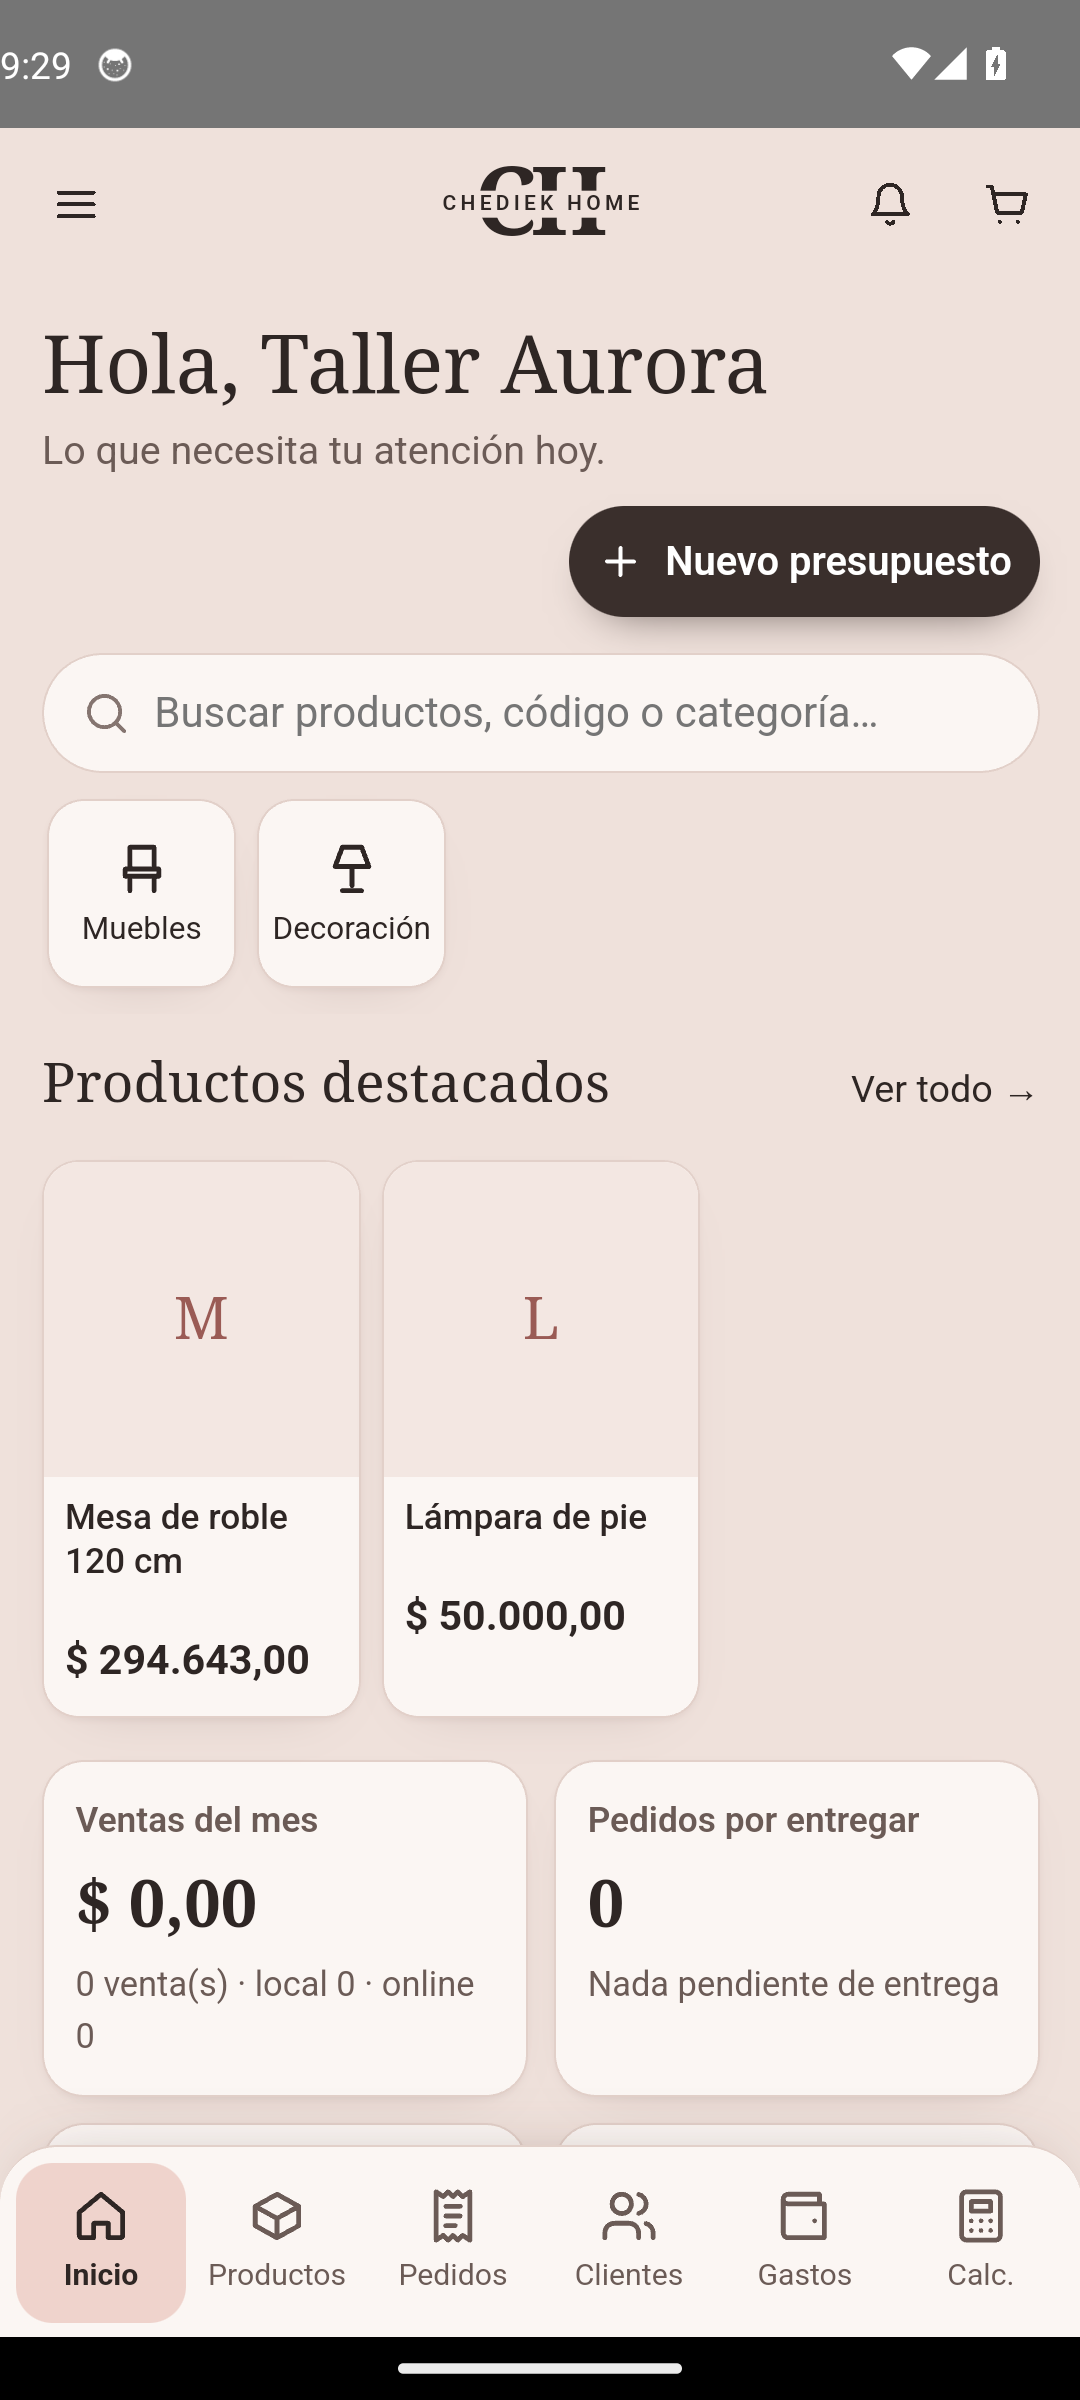 9:29
CH
CHEDIEK HOME
Hola, Taller Aurora
Lo que necesita tu atención hoy.
+ Nuevo presupuesto
Buscar productos, código o categoría...
Muebles
Decoración
Productos destacados
Ver todo →
M
L
Mesa de roble
120 cm
$ 294.643,00
Lámpara de pie
$ 50.000,00
Ventas del mes
$ 0,00
0 venta(s) · local 0 · online
0
Pedidos por entregar
0
Nada pendiente de entrega
Inicio
Productos
Pedidos
Clientes
Gastos
Calc.